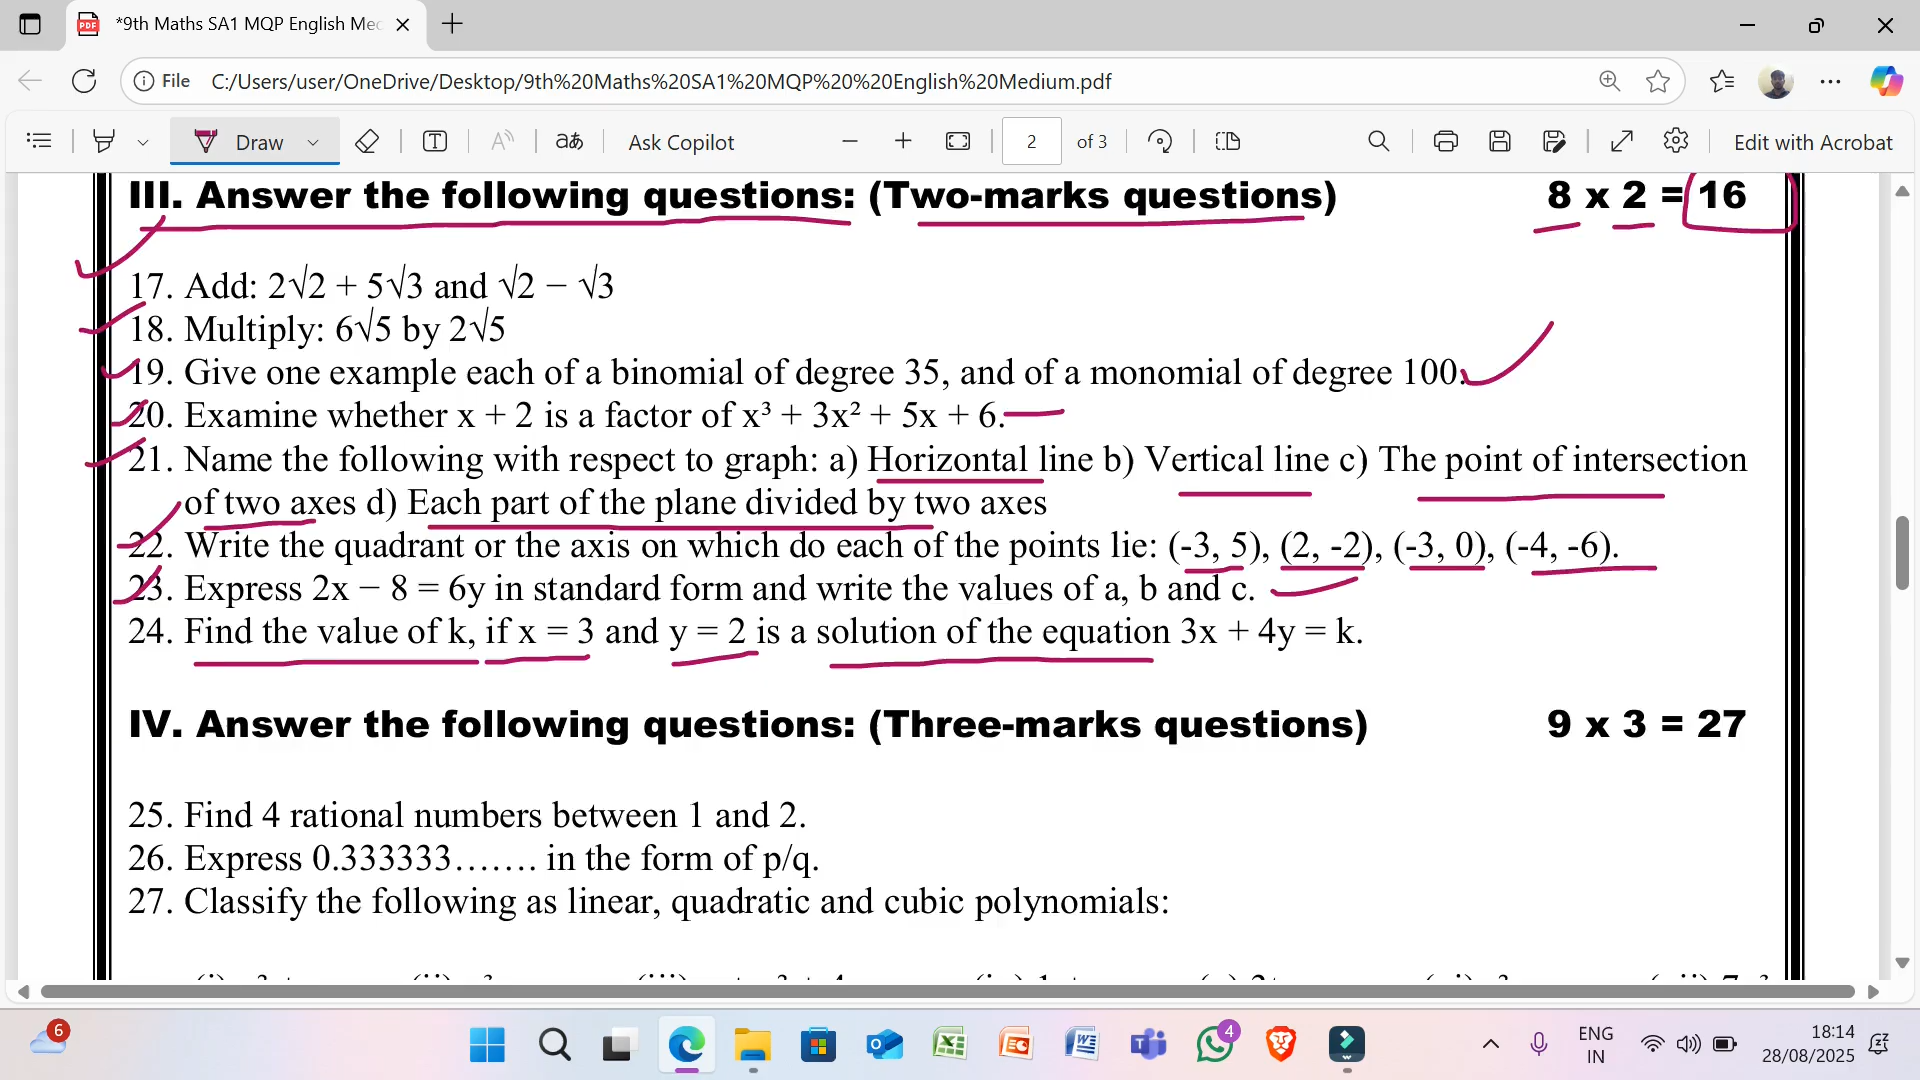 *9th Maths SA1 MQP English Med
File C:/Users/user/OneDrive/Desktop/9th%20Maths%20SA1%20MQP%20%20English%20Medium.pdf
Draw aあ Ask Copilot 2 of 3 Edit with Acrobat
III. Answer the following questions: (Two-marks questions) 8 x 2 = 16
17. Add: 2√2 + 5√3 and √2 − √3
18. Multiply: 6√5 by 2√5
19. Give one example each of a binomial of degree 35, and of a monomial of degree 100.
20. Examine whether x + 2 is a factor of x³ + 3x² + 5x + 6.
21. Name the following with respect to graph: a) Horizontal line b) Vertical line c) The point of intersection
of two axes d) Each part of the plane divided by two axes
22. Write the quadrant or the axis on which do each of the points lie: (-3, 5), (2, -2), (-3, 0), (-4, -6).
23. Express 2x − 8 = 6y in standard form and write the values of a, b and c.
24. Find the value of k, if x = 3 and y = 2 is a solution of the equation 3x + 4y = k.
IV. Answer the following questions: (Three-marks questions) 9 x 3 = 27
25. Find 4 rational numbers between 1 and 2.
26. Express 0.333333……. in the form of p/q.
27. Classify the following as linear, quadratic and cubic polynomials:
6 4 ENG 18:14
IN 28/08/2025